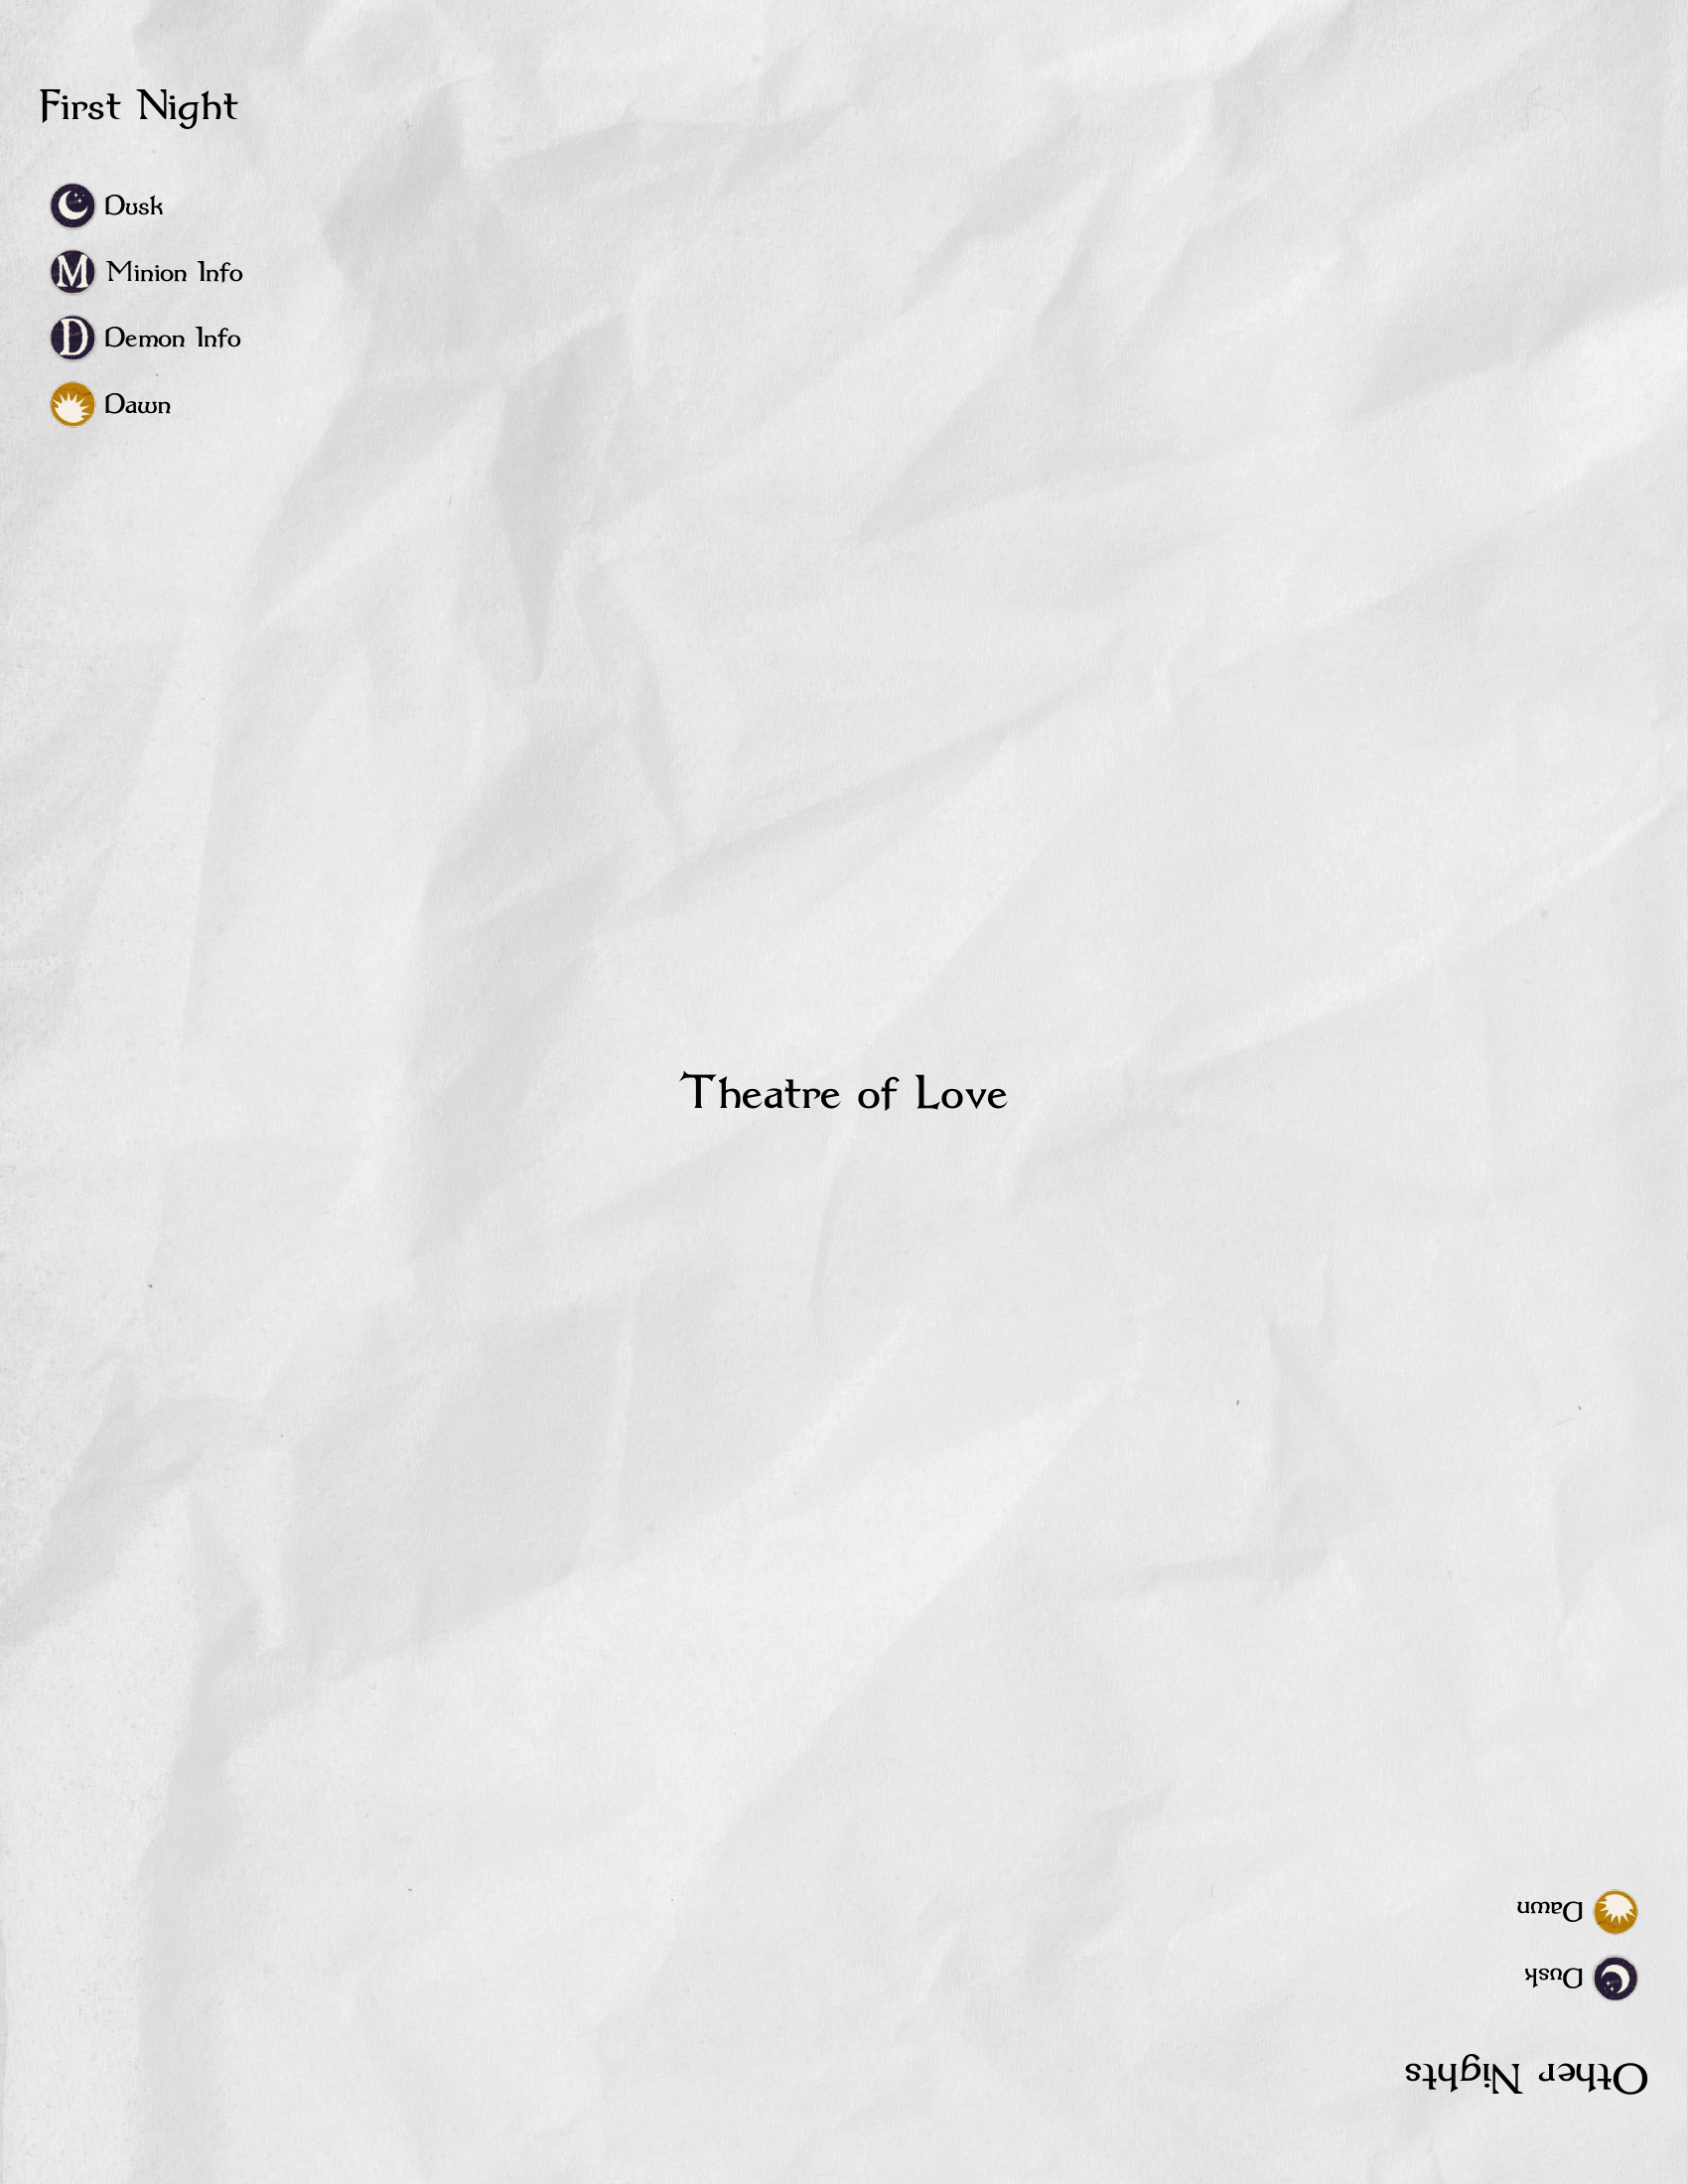 First Night
Dusk
M Minion Info
D Demon Info
Dawn
Theatre of Love
Dawn
Dusk
Other Nights